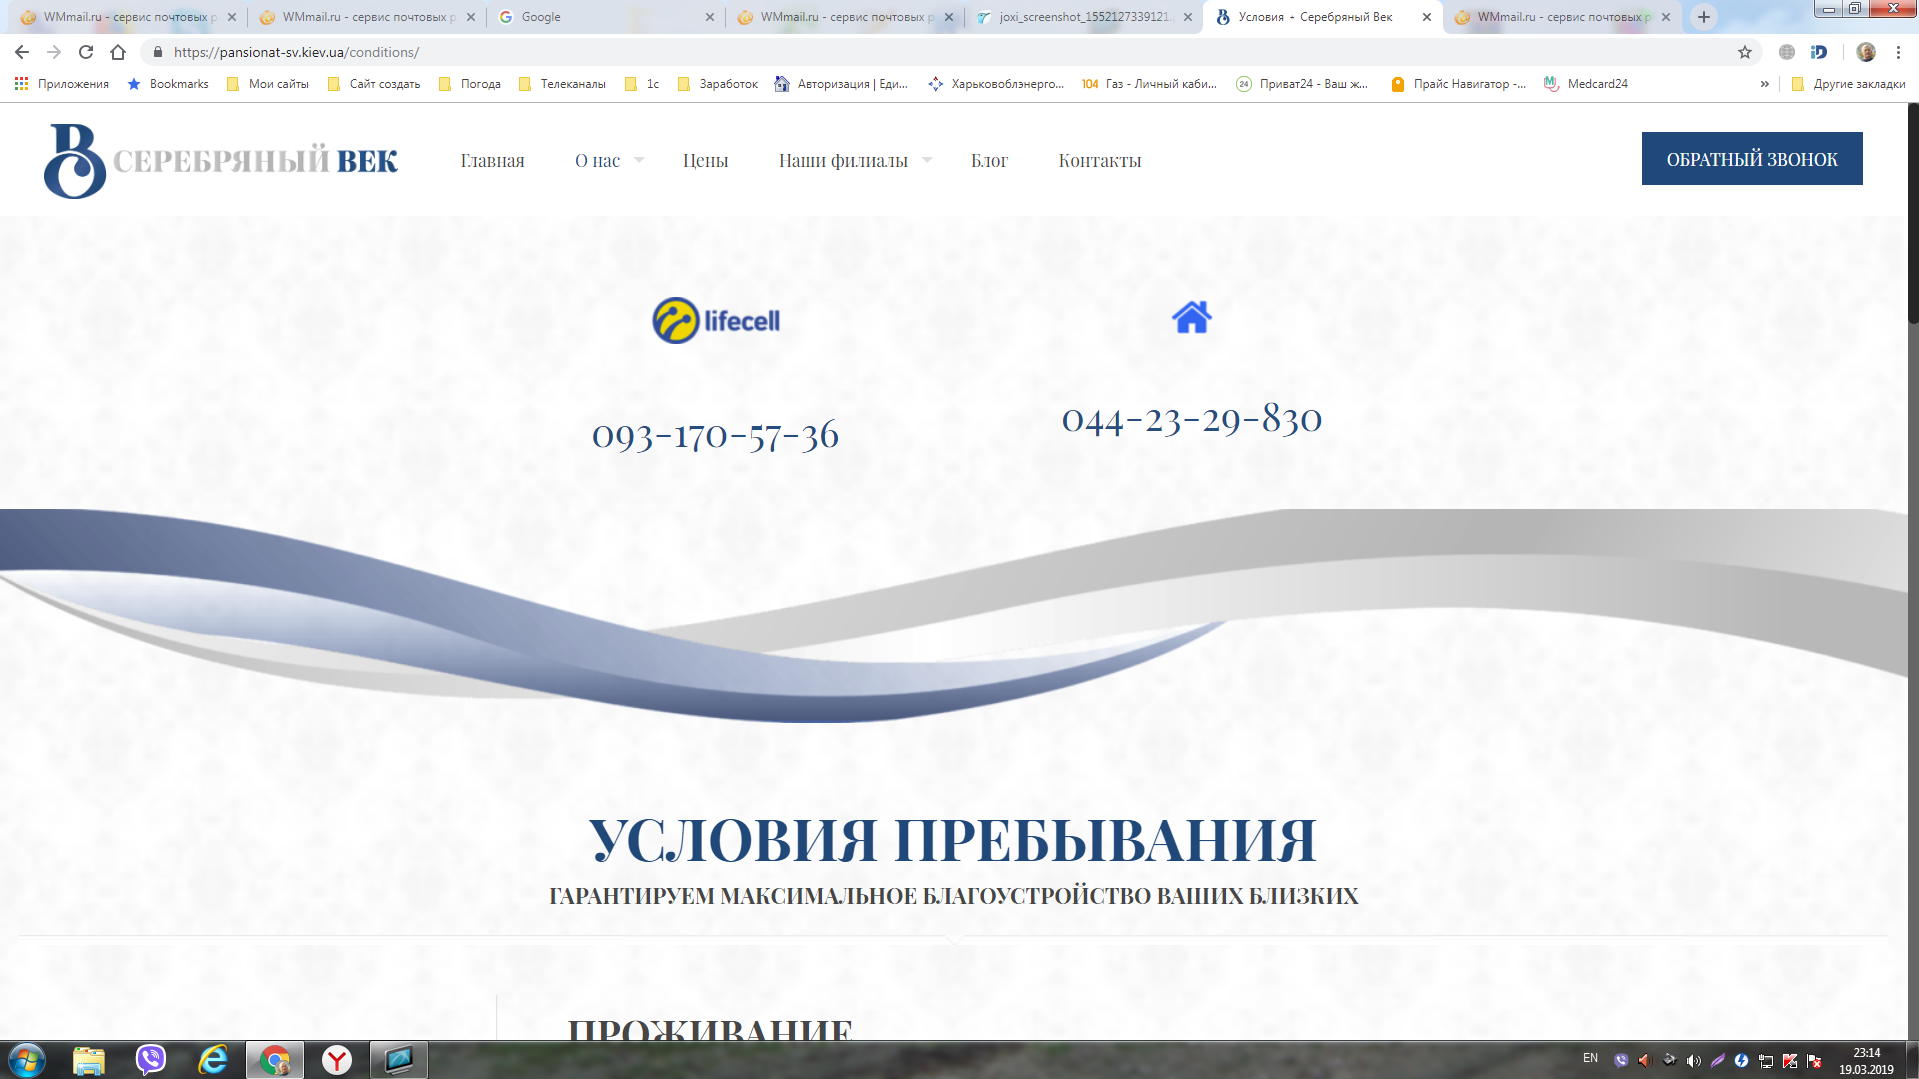 WMmail.ru - сервис почтовых р
WMmail.ru - сервис почтовых р
Google
WMmail.ru - сервис почтовых р
joxi_screenshot_1552127339121.
Условия - Серебряный Век
WMmail.ru - сервис почтовых р
https://pansionat-sv.kiev.ua/conditions/
Приложения
Bookmarks
Мои сайты
Сайт создать
Погода
Телеканалы
1с
Заработок
Авторизация | Еди...
Харьковоблэнерго...
104 Газ - Личный каби...
24 Приват24 - Ваш ж...
Прайс Навигатор -...
Medcard24
»
Другие закладки
СЕРЕБРЯНЫЙ ВЕК
Главная
О нас
Цены
Наши филиалы
Блог
Контакты
ОБРАТНЫЙ ЗВОНОК
lifecell
093-170-57-36
044-23-29-830
УСЛОВИЯ ПРЕБЫВАНИЯ
ГАРАНТИРУЕМ МАКСИМАЛЬНОЕ БЛАГОУСТРОЙСТВО ВАШИХ БЛИЗКИХ
ПРОЖИВАНИЕ
EN
23:14
19.03.2019